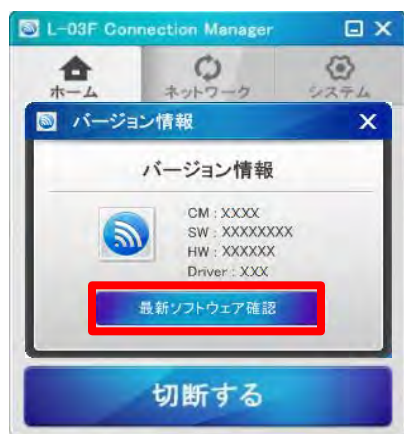 L-03F Connection Manager
ホーム ネットワーク システム
バージョン情報
バージョン情報
CM : XXXX
SW : XXXXXXXX
HW : XXXXXX
Driver : XXX
最新ソフトウェア確認
切断する